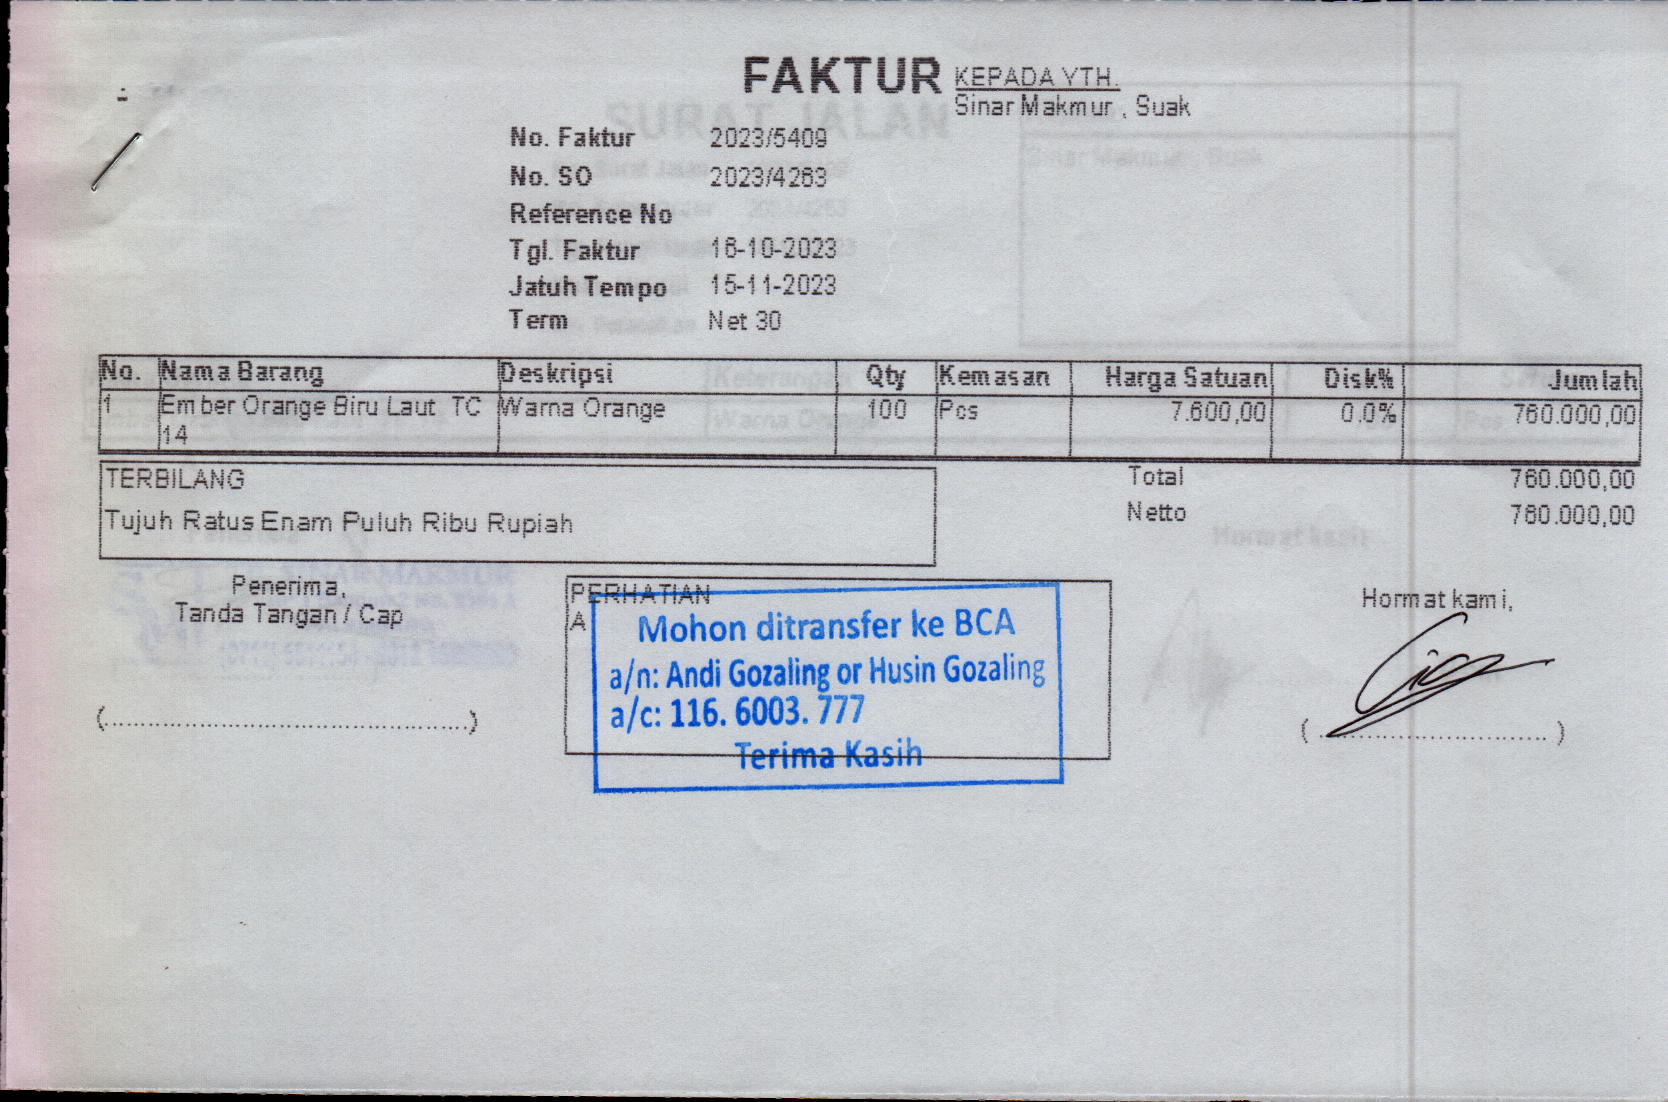 FAKTUR
KEPADA YTH.
Sinar Makmur , Suak
No. Faktur 2023/5409
No. SO 2023/4263
Reference No
Tgl. Faktur 16-10-2023
Jatuh Tempo 15-11-2023
Term Net 30
No. Nama Barang Deskripsi Qty Kemasan Harga Satuan Disk% Jumlah
1 Ember Orange Biru Laut TC Warna Orange 100 Pcs 7.600,00 0.0% 760.000,00
14
TERBILANG Total 760.000,00
Tujuh Ratus Enam Puluh Ribu Rupiah Netto 760.000,00
Penerima,
Tanda Tangan / Cap
(.......................................)
PERHATIAN
A
Mohon ditransfer ke BCA
a/n: Andi Gozaling or Husin Gozaling
a/c: 116. 6003. 777
Terima Kasih
Hormat kami,
( ........................... )